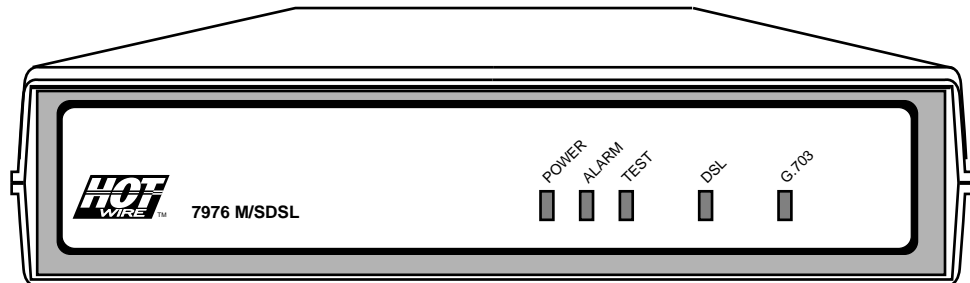 POWER
ALARM
TEST
DSL
G.703
HOT
WIRE TM
7976 M/SDSL